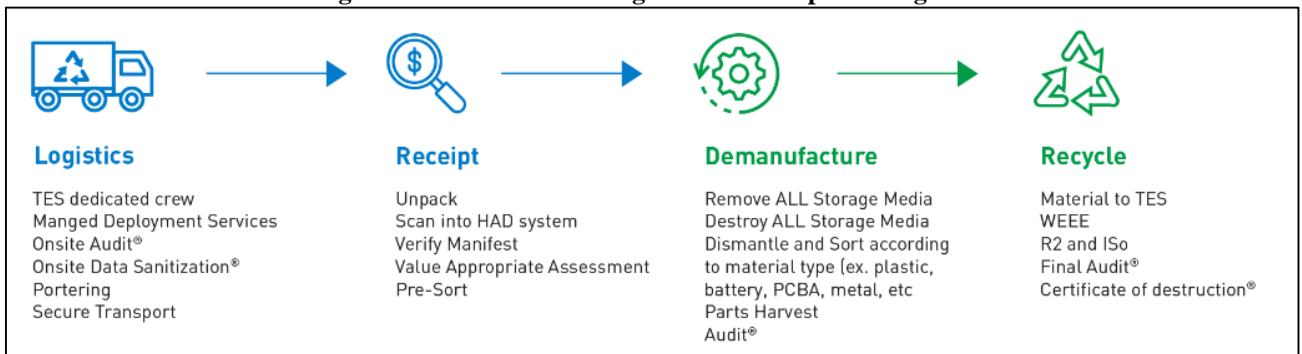 $
Logistics
TES dedicated crew
Manged Deployment Services
Onsite Audit®
Onsite Data Sanitization®
Portering
Secure Transport
Receipt
Unpack
Scan into HAD system
Verify Manifest
Value Appropriate Assessment
Pre-Sort
Demanufacture
Remove ALL Storage Media
Destroy ALL Storage Media
Dismantle and Sort according
to material type (ex. plastic,
battery, PCBA, metal, etc
Parts Harvest
Audit®
Recycle
Material to TES
WEEE
R2 and ISo
Final Audit®
Certificate of destruction®